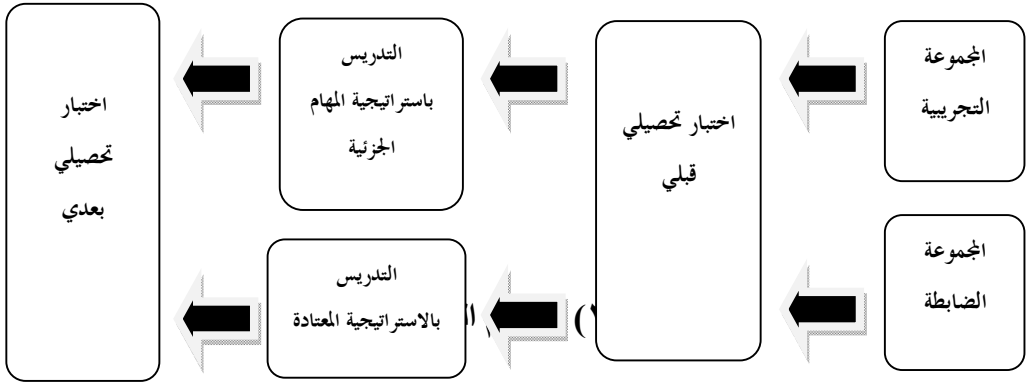 المجموعة
التجريبية
اختبار تحصيلي
قبلي
التدريس
باستراتيجية المهام
الجزئية
اختبار
تحصيلي
بعدي
المجموعة
الضابطة
التدريس
بالاستراتيجية المعتادة